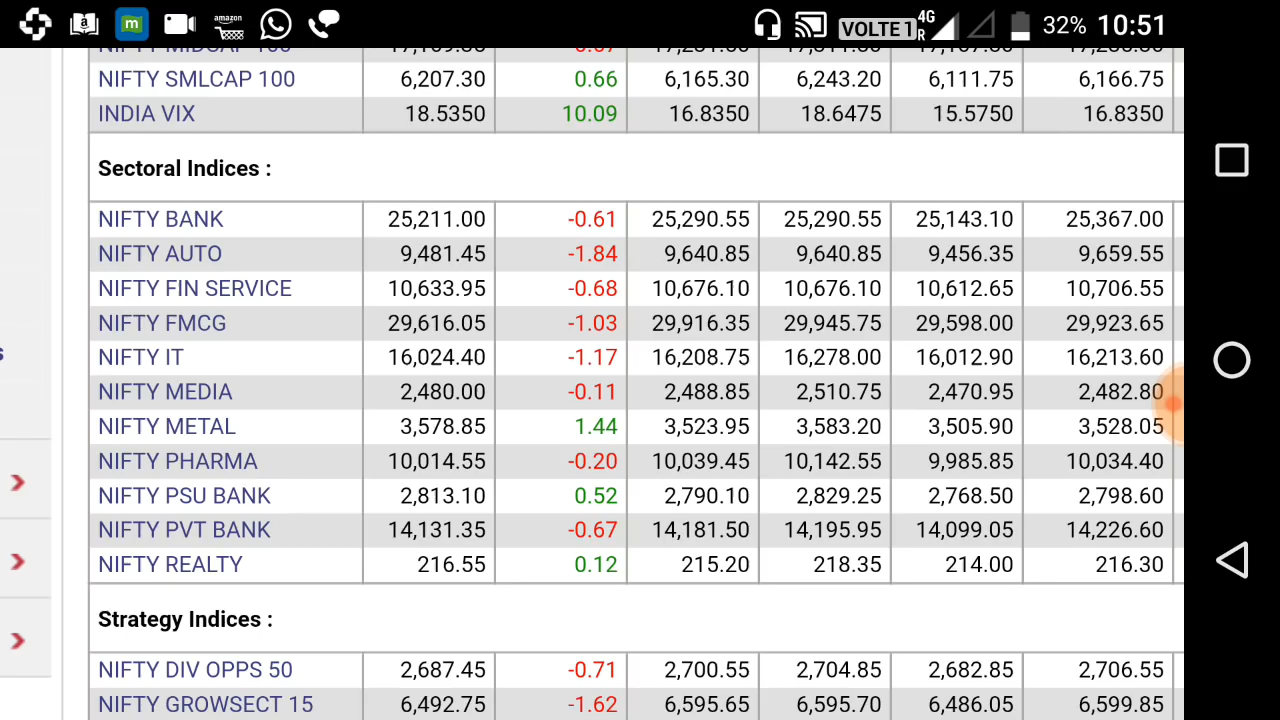 amazon
a
m
VOLTE 1
4G
R
32% 10:51
NIFTY SMLCAP 100 6,207.30 0.66 6,165.30 6,243.20 6,111.75 6,166.75
INDIA VIX 18.5350 10.09 16.8350 18.6475 15.5750 16.8350
Sectoral Indices :
NIFTY BANK 25,211.00 -0.61 25,290.55 25,290.55 25,143.10 25,367.00
NIFTY AUTO 9,481.45 -1.84 9,640.85 9,640.85 9,456.35 9,659.55
NIFTY FIN SERVICE 10,633.95 -0.68 10,676.10 10,676.10 10,612.65 10,706.55
NIFTY FMCG 29,616.05 -1.03 29,916.35 29,945.75 29,598.00 29,923.65
NIFTY IT 16,024.40 -1.17 16,208.75 16,278.00 16,012.90 16,213.60
NIFTY MEDIA 2,480.00 -0.11 2,488.85 2,510.75 2,470.95 2,482.80
NIFTY METAL 3,578.85 1.44 3,523.95 3,583.20 3,505.90 3,528.05
NIFTY PHARMA 10,014.55 -0.20 10,039.45 10,142.55 9,985.85 10,034.40
NIFTY PSU BANK 2,813.10 0.52 2,790.10 2,829.25 2,768.50 2,798.60
NIFTY PVT BANK 14,131.35 -0.67 14,181.50 14,195.95 14,099.05 14,226.60
NIFTY REALTY 216.55 0.12 215.20 218.35 214.00 216.30
Strategy Indices :
NIFTY DIV OPPS 50 2,687.45 -0.71 2,700.55 2,704.85 2,682.85 2,706.55
NIFTY GROWSECT 15 6,492.75 -1.62 6,595.65 6,595.70 6,486.05 6,599.85